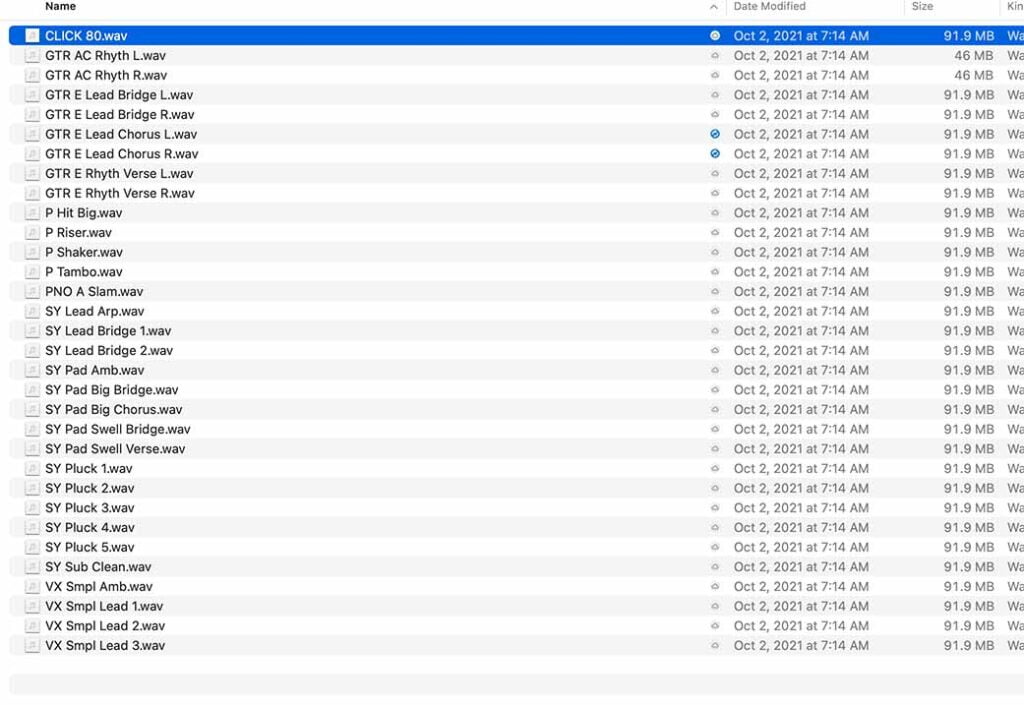 Name Date Modified Size Kin
CLICK 80.wav Oct 2, 2021 at 7:14 AM 91.9 MB Wa
GTR AC Rhyth L.wav Oct 2, 2021 at 7:14 AM 46 MB Wa
GTR AC Rhyth R.wav Oct 2, 2021 at 7:14 AM 46 MB Wa
GTR E Lead Bridge L.wav Oct 2, 2021 at 7:14 AM 91.9 MB Wa
GTR E Lead Bridge R.wav Oct 2, 2021 at 7:14 AM 91.9 MB Wa
GTR E Lead Chorus L.wav Oct 2, 2021 at 7:14 AM 91.9 MB Wa
GTR E Lead Chorus R.wav Oct 2, 2021 at 7:14 AM 91.9 MB Wa
GTR E Rhyth Verse L.wav Oct 2, 2021 at 7:14 AM 91.9 MB Wa
GTR E Rhyth Verse R.wav Oct 2, 2021 at 7:14 AM 91.9 MB Wa
P Hit Big.wav Oct 2, 2021 at 7:14 AM 91.9 MB Wa
P Riser.wav Oct 2, 2021 at 7:14 AM 91.9 MB Wa
P Shaker.wav Oct 2, 2021 at 7:14 AM 91.9 MB Wa
P Tambo.wav Oct 2, 2021 at 7:14 AM 91.9 MB Wa
PNO A Slam.wav Oct 2, 2021 at 7:14 AM 91.9 MB Wa
SY Lead Arp.wav Oct 2, 2021 at 7:14 AM 91.9 MB Wa
SY Lead Bridge 1.wav Oct 2, 2021 at 7:14 AM 91.9 MB Wa
SY Lead Bridge 2.wav Oct 2, 2021 at 7:14 AM 91.9 MB Wa
SY Pad Amb.wav Oct 2, 2021 at 7:14 AM 91.9 MB Wa
SY Pad Big Bridge.wav Oct 2, 2021 at 7:14 AM 91.9 MB Wa
SY Pad Big Chorus.wav Oct 2, 2021 at 7:14 AM 91.9 MB Wa
SY Pad Swell Bridge.wav Oct 2, 2021 at 7:14 AM 91.9 MB Wa
SY Pad Swell Verse.wav Oct 2, 2021 at 7:14 AM 91.9 MB Wa
SY Pluck 1.wav Oct 2, 2021 at 7:14 AM 91.9 MB Wa
SY Pluck 2.wav Oct 2, 2021 at 7:14 AM 91.9 MB Wa
SY Pluck 3.wav Oct 2, 2021 at 7:14 AM 91.9 MB Wa
SY Pluck 4.wav Oct 2, 2021 at 7:14 AM 91.9 MB Wa
SY Pluck 5.wav Oct 2, 2021 at 7:14 AM 91.9 MB Wa
SY Sub Clean.wav Oct 2, 2021 at 7:14 AM 91.9 MB Wa
VX Smpl Amb.wav Oct 2, 2021 at 7:14 AM 91.9 MB Wa
VX Smpl Lead 1.wav Oct 2, 2021 at 7:14 AM 91.9 MB Wa
VX Smpl Lead 2.wav Oct 2, 2021 at 7:14 AM 91.9 MB Wa
VX Smpl Lead 3.wav Oct 2, 2021 at 7:14 AM 91.9 MB Wa